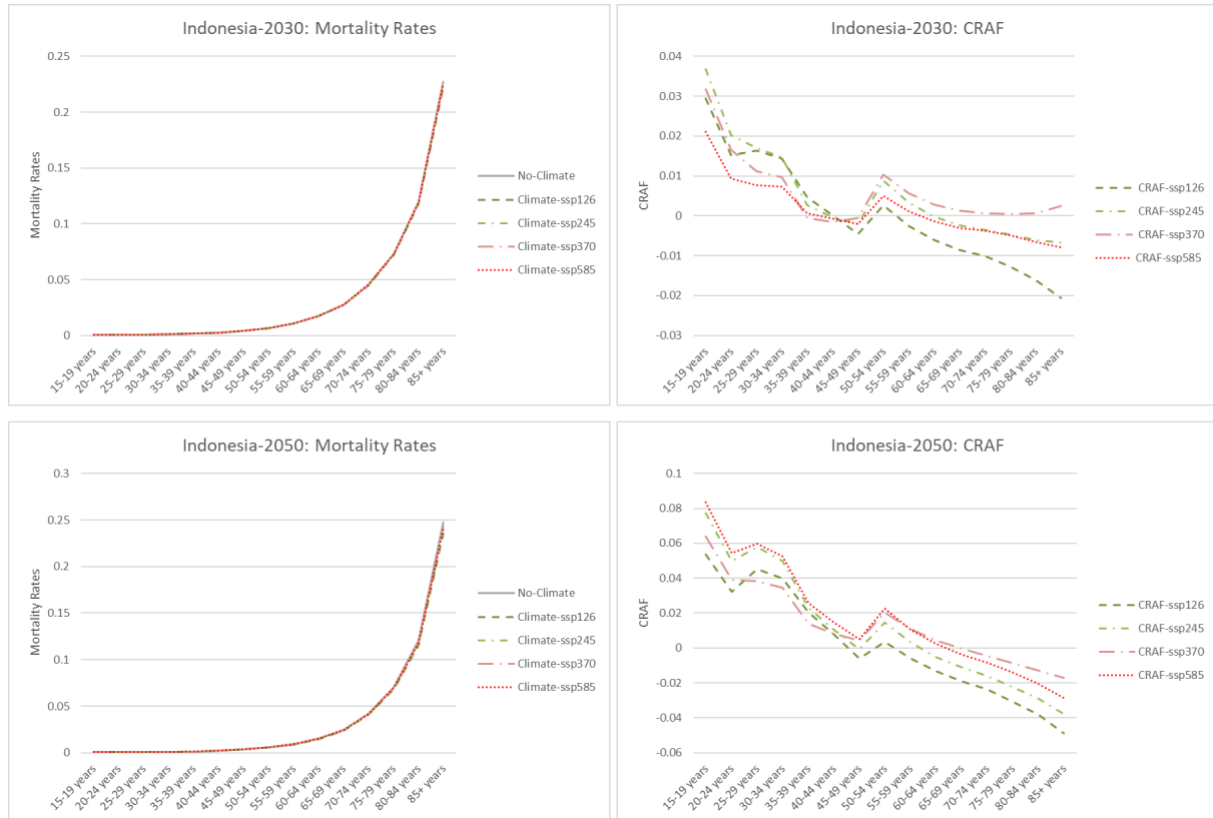 Indonesia-2030: Mortality Rates
0.25
0.2
0.15
0.1
0.05
0
Mortality Rates
15-19 years
20-24 years
25-29 years
30-34 years
35-39 years
40-44 years
45-49 years
50-54 years
55-59 years
60-64 years
65-69 years
70-74 years
75-79 years
80-84 years
85+ years
No-Climate
Climate-ssp126
Climate-ssp245
Climate-ssp370
Climate-ssp585
Indonesia-2030: CRAF
0.04
0.03
0.02
0.01
0
-0.01
-0.02
-0.03
CRAF
15-19 years
20-24 years
25-29 years
30-34 years
35-39 years
40-44 years
45-49 years
50-54 years
55-59 years
60-64 years
65-69 years
70-74 years
75-79 years
80-84 years
85+ years
CRAF-ssp126
CRAF-ssp245
CRAF-ssp370
CRAF-ssp585
Indonesia-2050: Mortality Rates
0.3
0.25
0.2
0.15
0.1
0.05
0
Mortality Rates
15-19 years
20-24 years
25-29 years
30-34 years
35-39 years
40-44 years
45-49 years
50-54 years
55-59 years
60-64 years
65-69 years
70-74 years
75-79 years
80-84 years
85+ years
No-Climate
Climate-ssp126
Climate-ssp245
Climate-ssp370
Climate-ssp585
Indonesia-2050: CRAF
0.1
0.08
0.06
0.04
0.02
0
-0.02
-0.04
-0.06
CRAF
15-19 years
20-24 years
25-29 years
30-34 years
35-39 years
40-44 years
45-49 years
50-54 years
55-59 years
60-64 years
65-69 years
70-74 years
75-79 years
80-84 years
85+ years
CRAF-ssp126
CRAF-ssp245
CRAF-ssp370
CRAF-ssp585